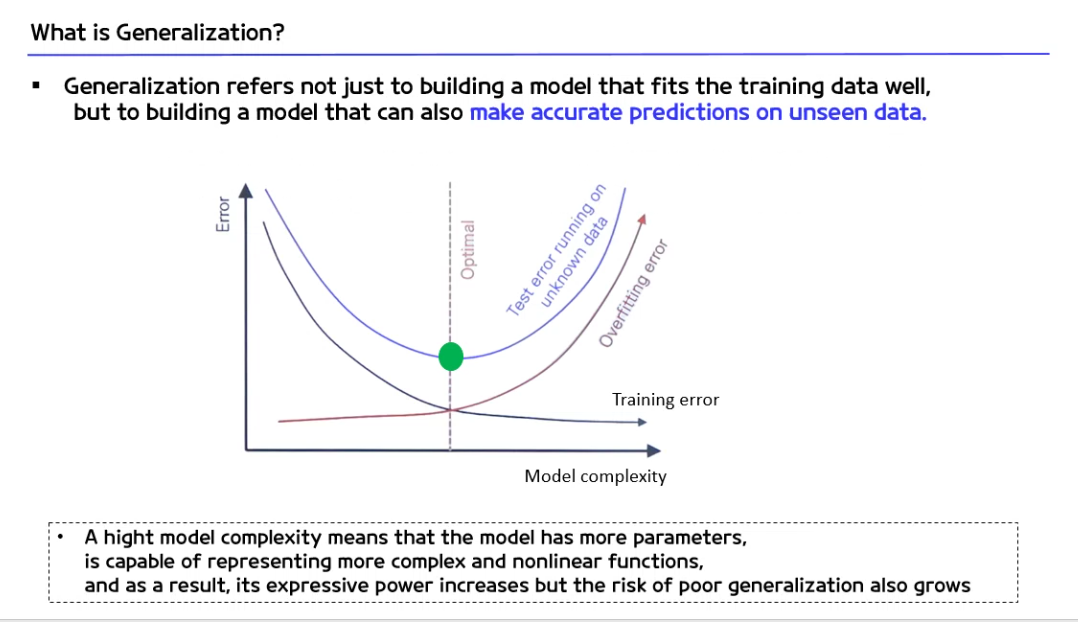 What is Generalization?
▪ Generalization refers not just to building a model that fits the training data well,
but to building a model that can also make accurate predictions on unseen data.
Error
Optimal
Test error running on
unknown data
Overfitting error
Training error
Model complexity
• A hight model complexity means that the model has more parameters,
is capable of representing more complex and nonlinear functions,
and as a result, its expressive power increases but the risk of poor generalization also grows